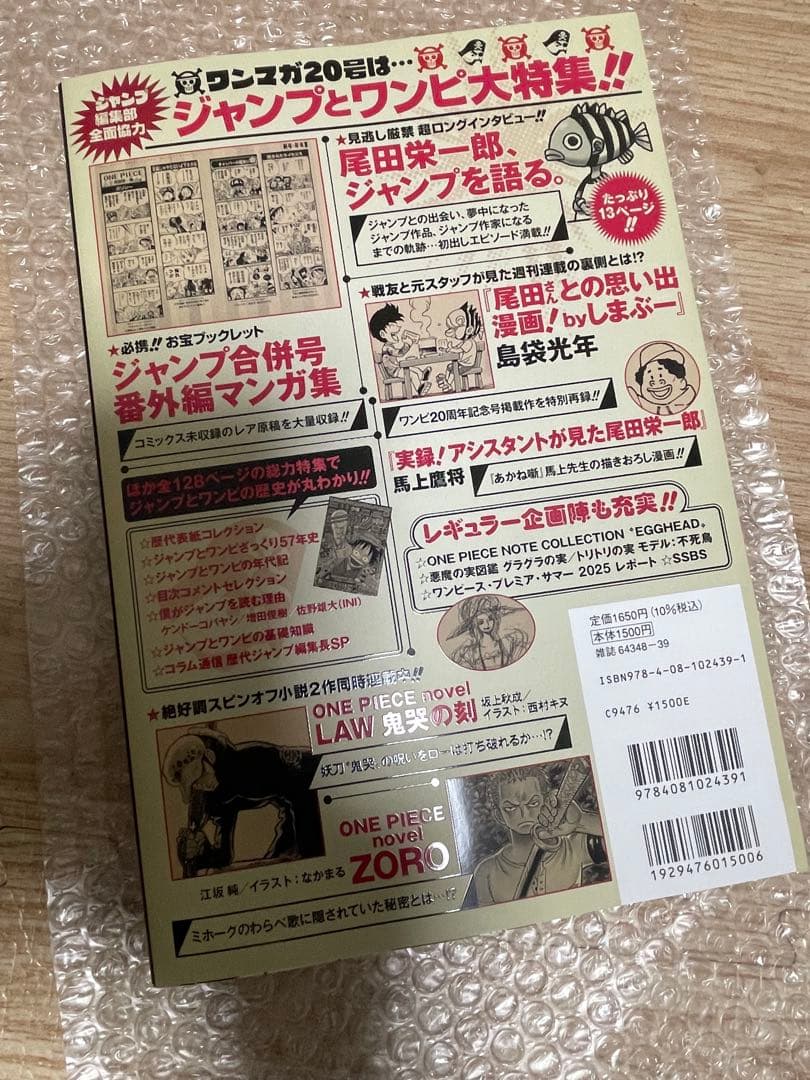 ワンマガ20号は…
ジャンプ
編集部
全面協力
ジャンプとワンピ大特集!!
★見逃し厳禁 超ロングインタビュー!!
尾田栄一郎、
ジャンプを語る。
たっぷり
13ページ!!
ジャンプとの出会い、夢中になった
ジャンプ作品、ジャンプ作家になる
までの軌跡…初出しエピソード満載!!
ONE PIECE
★必携!! お宝ブックレット
ジャンプ合併号
番外編マンガ集
コミックス未収録のレア原稿を大量収録!!
★戦友と元スタッフが見た週刊連載の裏側とは!?
『尾田さんとの思い出
漫画!byしまぶー』
島袋光年
ワンピ20周年記念号掲載作を特別再録!!
『実録!アシスタントが見た尾田栄一郎』
馬上鷹将
『あかね噺』馬上先生の描きおろし漫画!!
ほか全128ページの総力特集で
ジャンプとワンピの歴史が丸わかり!!
☆歴代表紙コレクション
☆ジャンプとワンピざっくり57年史
☆ジャンプとワンピの年代記
☆目次コメントセレクション
☆僕がジャンプを読む理由
ケンドーコバヤシ/増田俊樹/佐野雄大(INI)
☆ジャンプとワンピの基礎知識
☆コラム通信 歴代ジャンプ編集長SP
レギュラー企画陣も充実!!
☆ONE PIECE NOTE COLLECTION “EGGHEAD”
☆悪魔の実図鑑 グラグラの実/トリトリの実 モデル:不死鳥
☆ワンピース・プレミア・サマー 2025 レポート ☆SSBS
定価1650円(10%税込)
本体1500円
雑誌 64348-39
ISBN978-4-08-102439-1
C9476 ¥1500E
9784081024391
1929476015006
★絶好調スピンオフ小説2作同時連載中!!
ONE PIECE novel
LAW 鬼哭の刻
坂上秋成/
イラスト:西村キヌ
妖刀“鬼哭”の呪いをローは打ち破れるか…!?
ONE PIECE
novel
ZORO
江坂 純/イラスト:なかまる
ミホークのわらべ歌に隠されていた秘密とは…!?